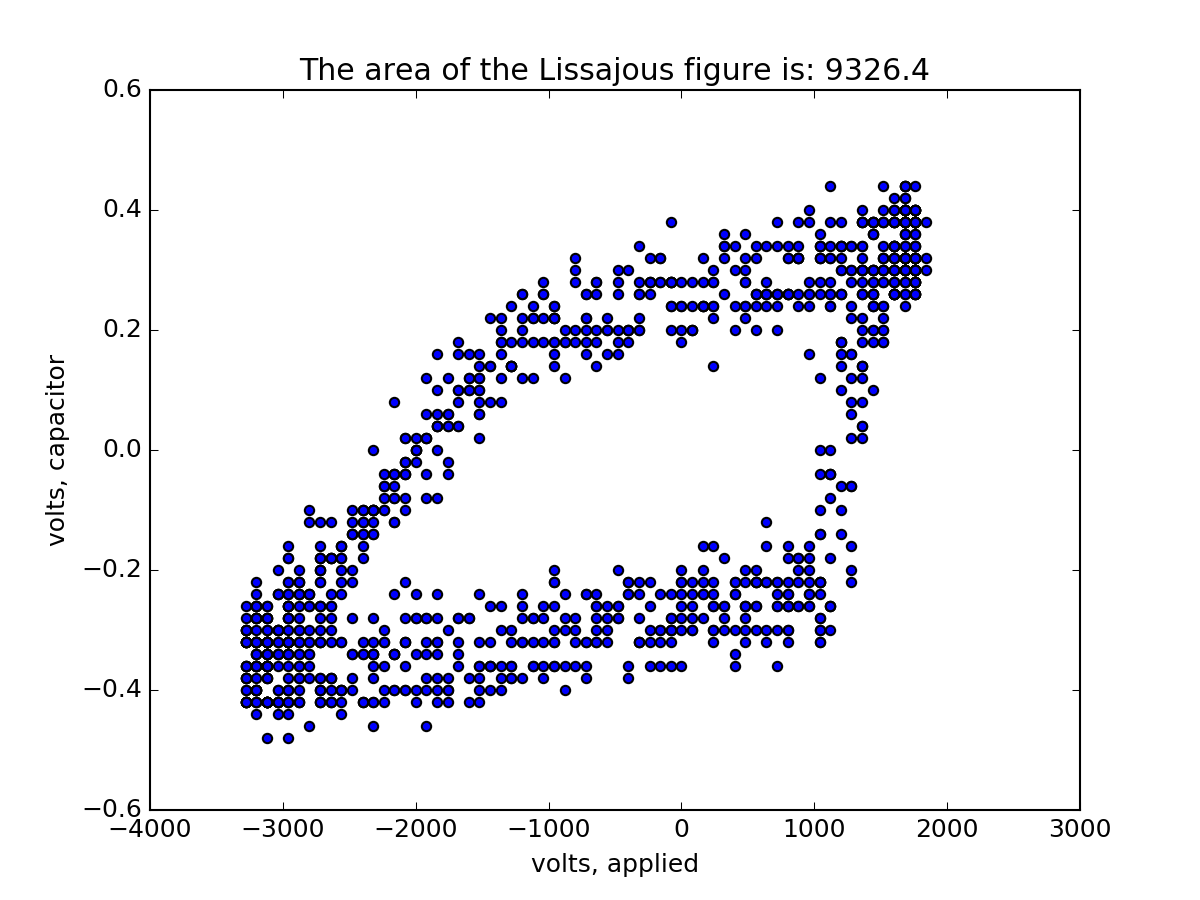 The area of the Lissajous figure is: 9326.4
0.6
0.4
0.2
0.0
−0.2
−0.4
−0.6
volts, capacitor
−4000 −3000 −2000 −1000 0 1000 2000 3000
volts, applied